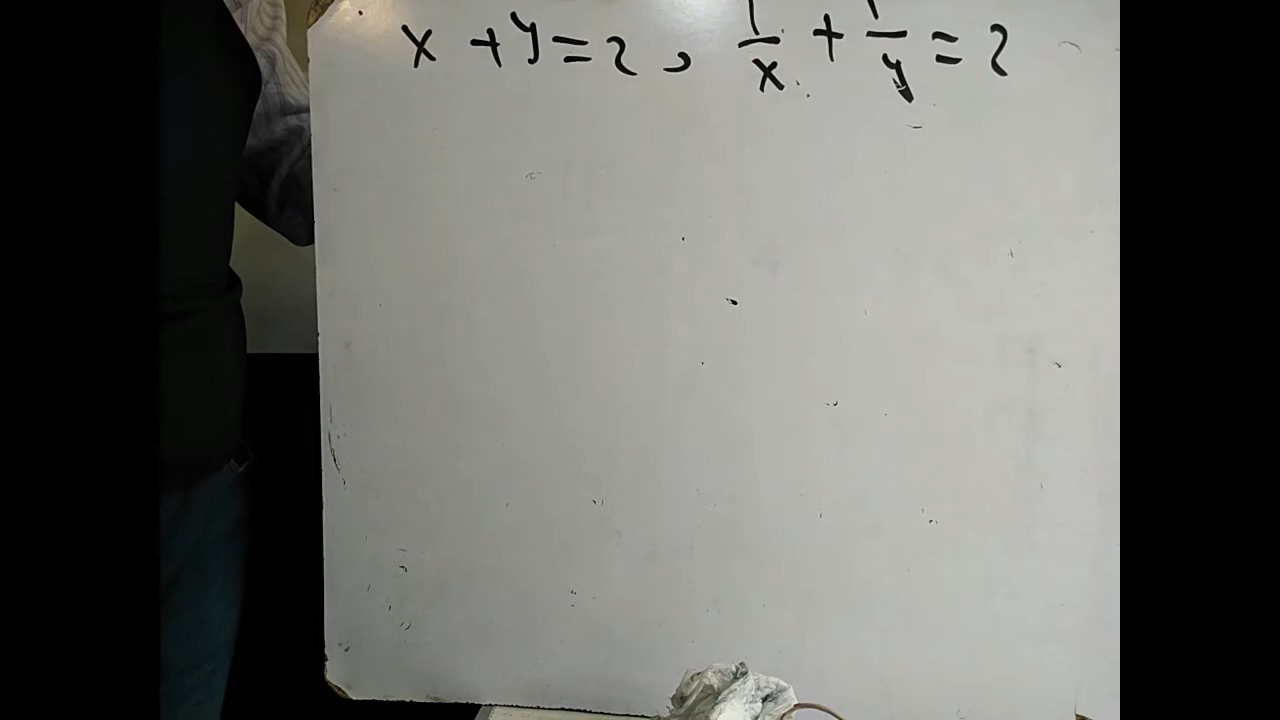 x + y = 2 , 1/x + 1/y = 2